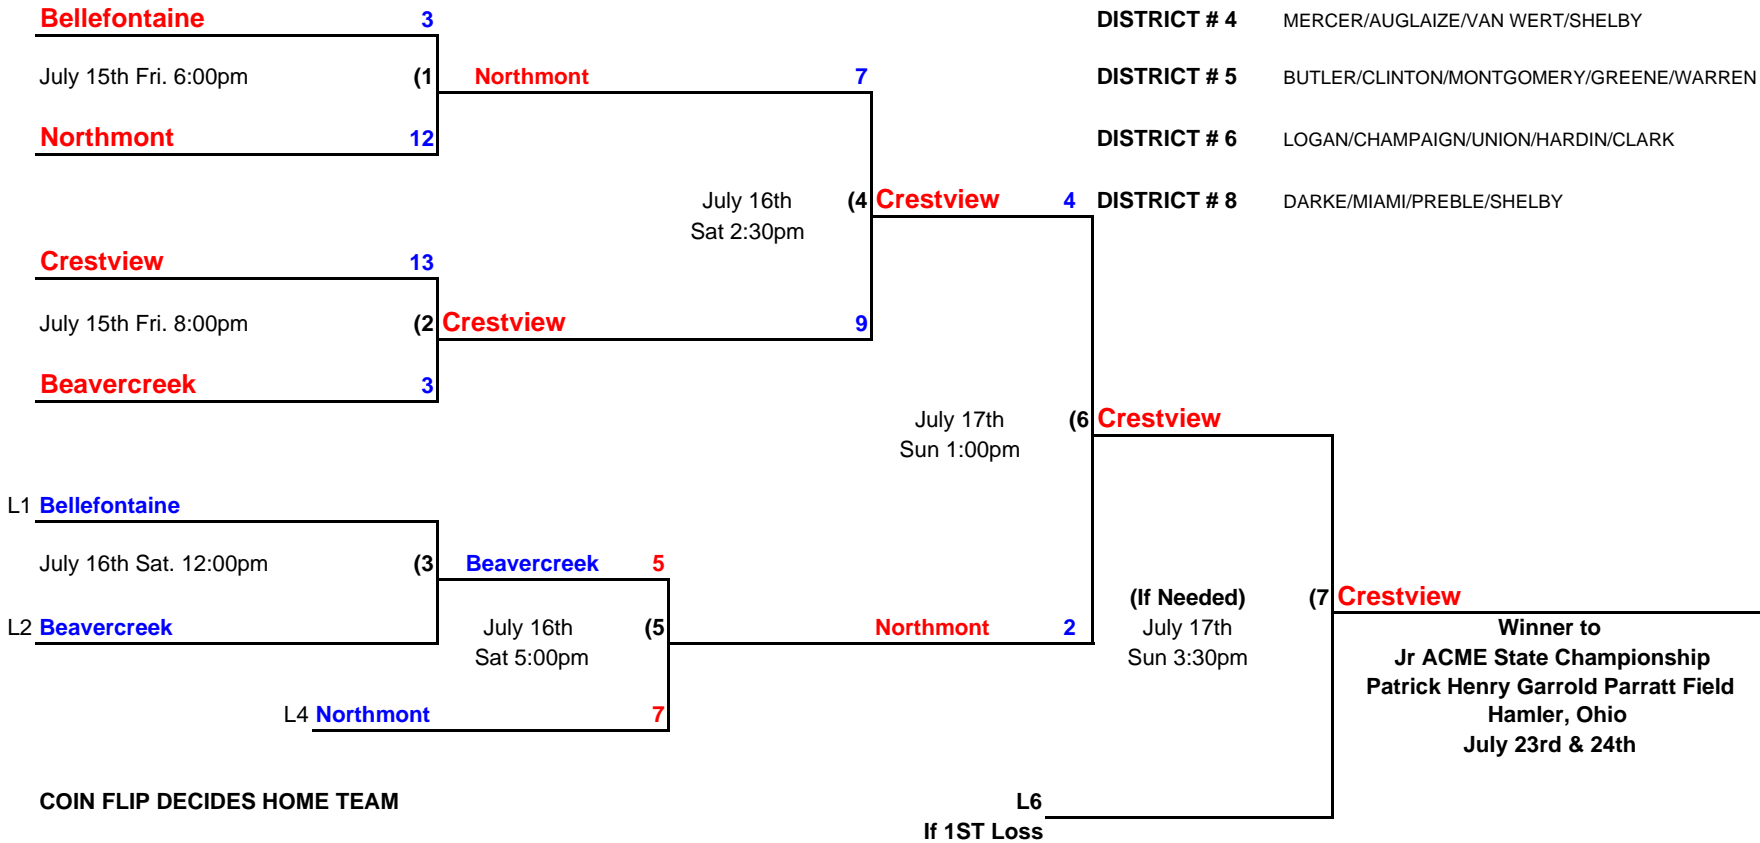 Bellefontaine 3
July 15th Fri. 6:00pm (1
Northmont 12
Northmont 7
Crestview 13
July 15th Fri. 8:00pm (2
Beavercreek 3
Crestview 9
July 16th (4
Sat 2:30pm
Crestview 4
DISTRICT # 4 MERCER/AUGLAIZE/VAN WERT/SHELBY
DISTRICT # 5 BUTLER/CLINTON/MONTGOMERY/GREENE/WARREN
DISTRICT # 6 LOGAN/CHAMPAIGN/UNION/HARDIN/CLARK
DISTRICT # 8 DARKE/MIAMI/PREBLE/SHELBY
July 17th (6
Sun 1:00pm
Crestview
L1 Bellefontaine
July 16th Sat. 12:00pm (3
L2 Beavercreek
Beavercreek 5
July 16th (5
Sat 5:00pm
L4 Northmont 7
Northmont 2
(If Needed) (7
July 17th
Sun 3:30pm
Crestview
Winner to
Jr ACME State Championship
Patrick Henry Garrold Parratt Field
Hamler, Ohio
July 23rd & 24th
COIN FLIP DECIDES HOME TEAM
L6
If 1ST Loss